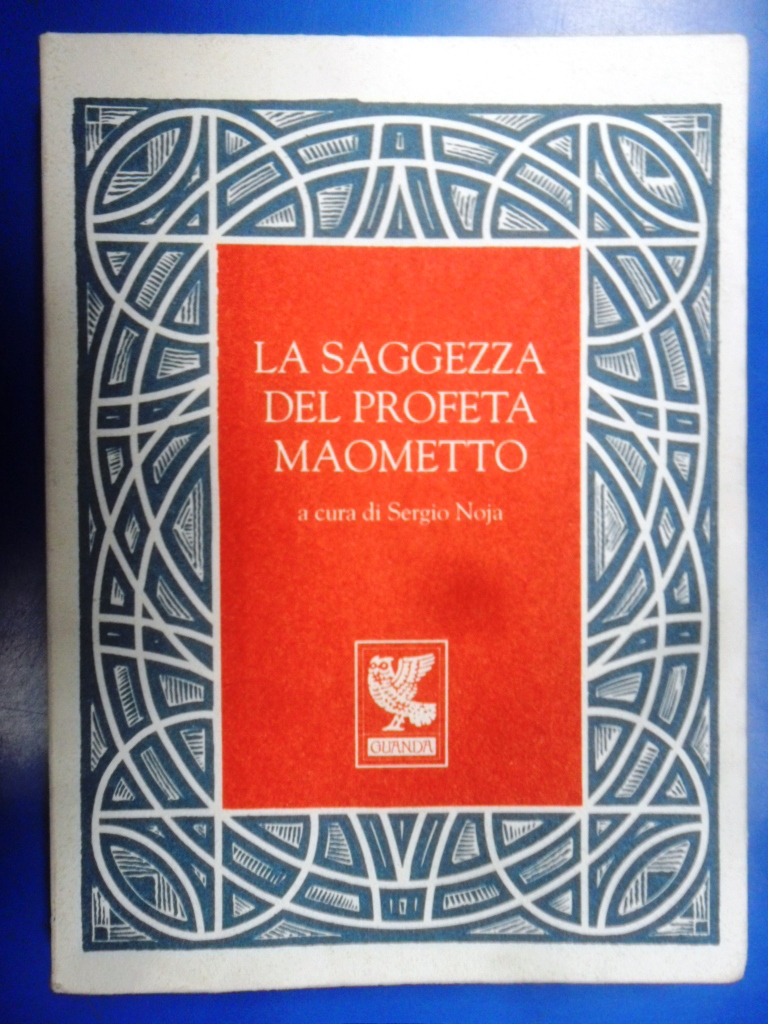 LA SAGGEZZA
DEL PROFETA
MAOMETTO
a cura di Sergio Noja
GUANDA